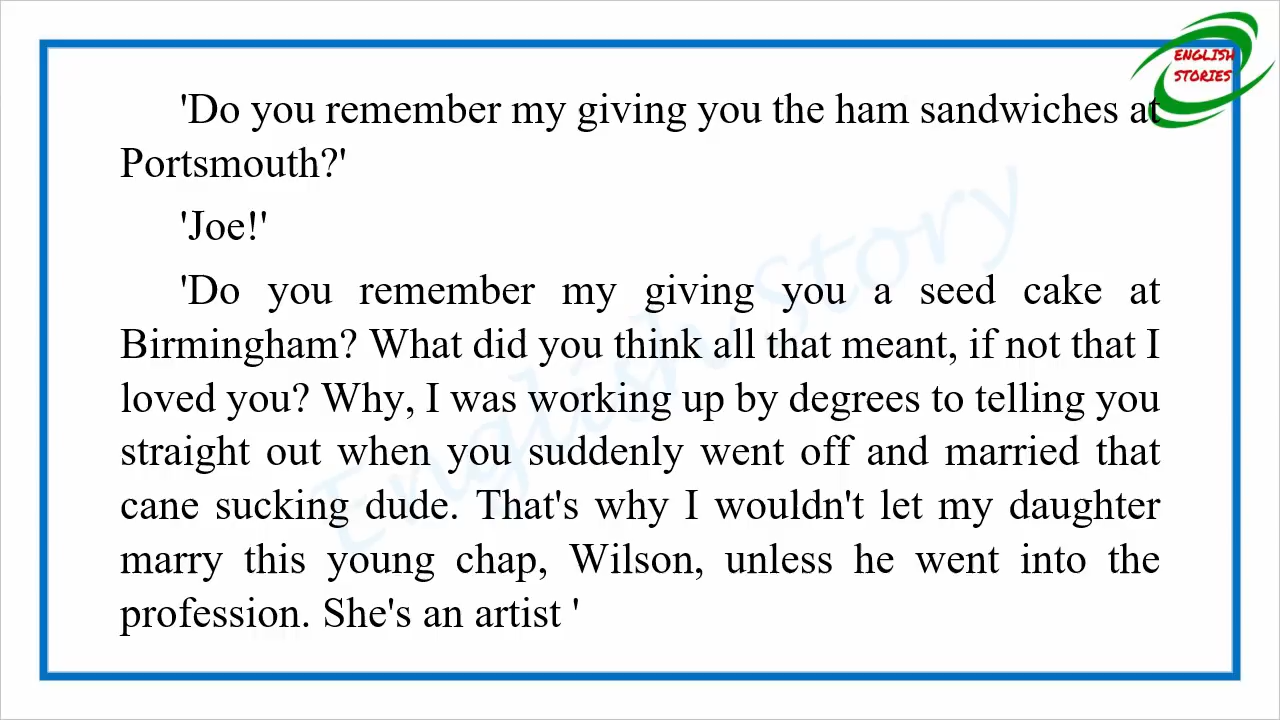 ENGLISH
STORIES
'Do you remember my giving you the ham sandwiches at
Portsmouth?'
'Joe!'
'Do you remember my giving you a seed cake at
Birmingham? What did you think all that meant, if not that I
loved you? Why, I was working up by degrees to telling you
straight out when you suddenly went off and married that
cane sucking dude. That's why I wouldn't let my daughter
marry this young chap, Wilson, unless he went into the
profession. She's an artist '
English Story